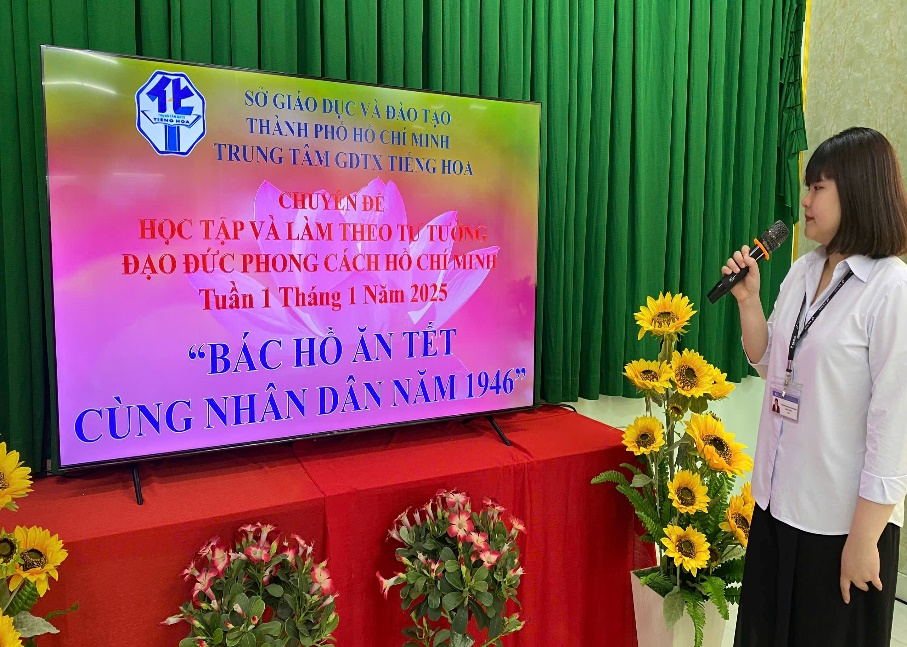 SỞ GIÁO DỤC VÀ ĐÀO TẠO
THÀNH PHỐ HỒ CHÍ MINH
TRUNG TÂM GDTX TIẾNG HOA
TIẾNG HOA
CHUYÊN ĐỀ
HỌC TẬP VÀ LÀM THEO TƯ TƯỞNG
ĐẠO ĐỨC PHONG CÁCH HỒ CHÍ MINH
Tuần 1 Tháng 1 Năm 2025
“BÁC HỒ ĂN TẾT
CÙNG NHÂN DÂN NĂM 1946”